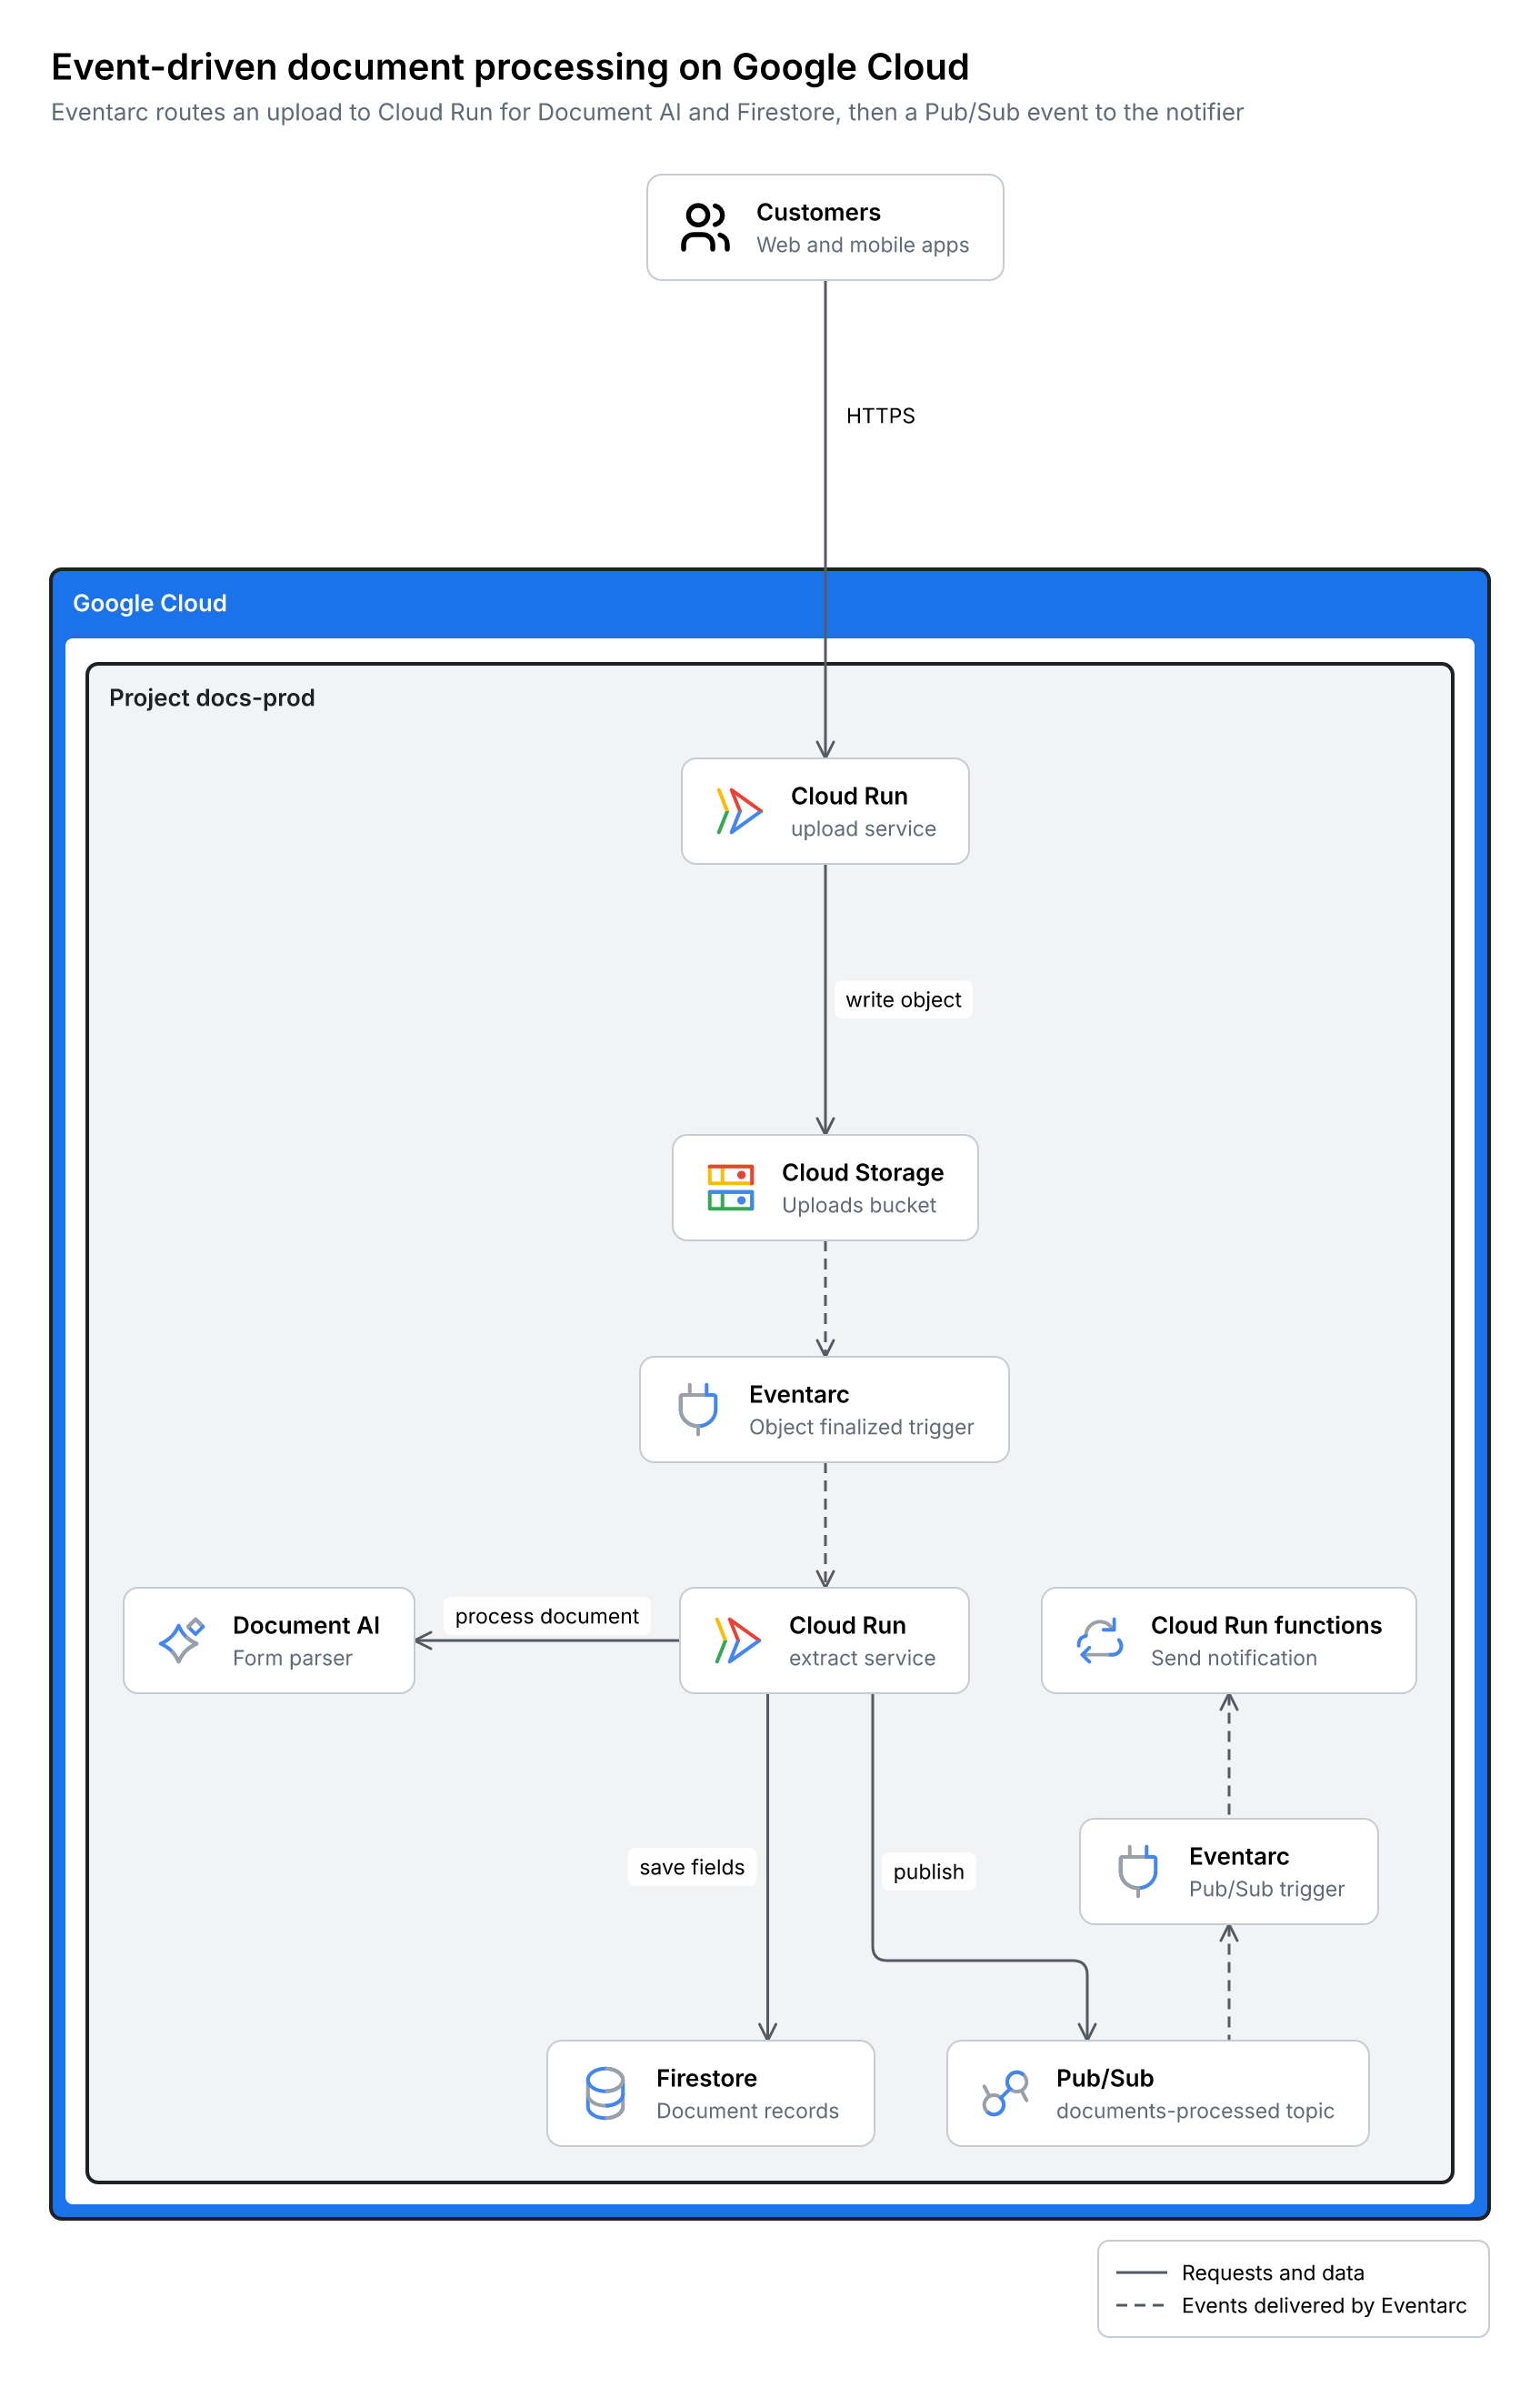 Event-driven document processing on Google Cloud
Eventarc routes an upload to Cloud Run for Document AI and Firestore, then a Pub/Sub event to the notifier
Customers
Web and mobile apps
HTTPS
Google Cloud
Project docs-prod
Cloud Run
upload service
write object
Cloud Storage
Uploads bucket
Eventarc
Object finalized trigger
Document AI
Form parser
process document
Cloud Run
extract service
Cloud Run functions
Send notification
save fields
publish
Eventarc
Pub/Sub trigger
Firestore
Document records
Pub/Sub
documents-processed topic
Requests and data
Events delivered by Eventarc